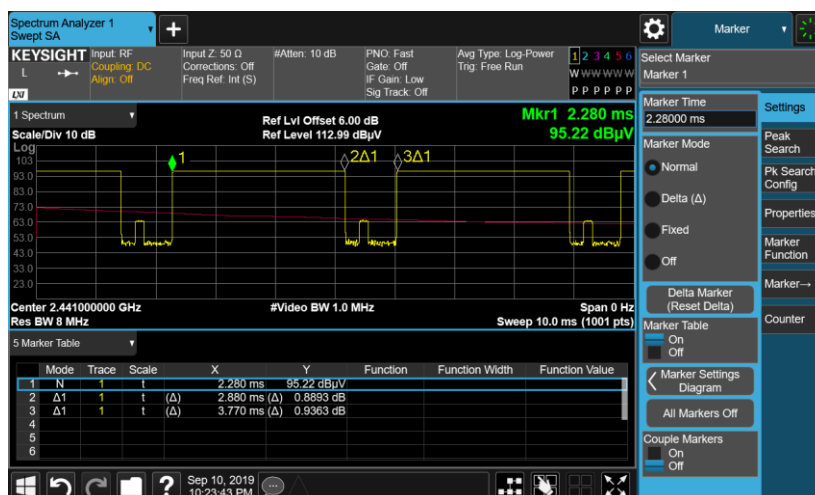 Spectrum Analyzer 1
Swept SA
+
Marker
KEYSIGHT Input: RF Input Z: 50 Ω #Atten: 10 dB PNO: Fast Avg Type: Log-Power 1 2 3 4 5 6
L Coupling: DC Corrections: Off Gate: Off Trig: Free Run
Align: Off Freq Ref: Int (S) IF Gain: Low W W W W W W
LXI Sig Track: Off P P P P P P
Select Marker
Marker 1
Marker Time
2.28000 ms
Settings
Marker Mode
Normal
Delta (Δ)
Fixed
Off
Peak
Search
Pk Search
Config
Properties
Marker
Function
Marker→
Counter
1 Spectrum
Scale/Div 10 dB
Ref Lvl Offset 6.00 dB
Ref Level 112.99 dBµV
Mkr1 2.280 ms
95.22 dBµV
Log
103
93.0
83.0
73.0
63.0
53.0
43.0
33.0
23.0
1
2Δ1
3Δ1
Center 2.441000000 GHz #Video BW 1.0 MHz Span 0 Hz
Res BW 8 MHz Sweep 10.0 ms (1001 pts)
Delta Marker
(Reset Delta)
Marker Table
On
Off
Marker Settings
Diagram
All Markers Off
Couple Markers
On
Off
5 Marker Table
Mode Trace Scale X Y Function Function Width Function Value
1 N 1 t 2.280 ms 95.22 dBµV
2 Δ1 1 t (Δ) 2.880 ms (Δ) 0.8893 dB
3 Δ1 1 t (Δ) 3.770 ms (Δ) 0.9363 dB
4
5
6
? Sep 10, 2019
10:23:43 PM